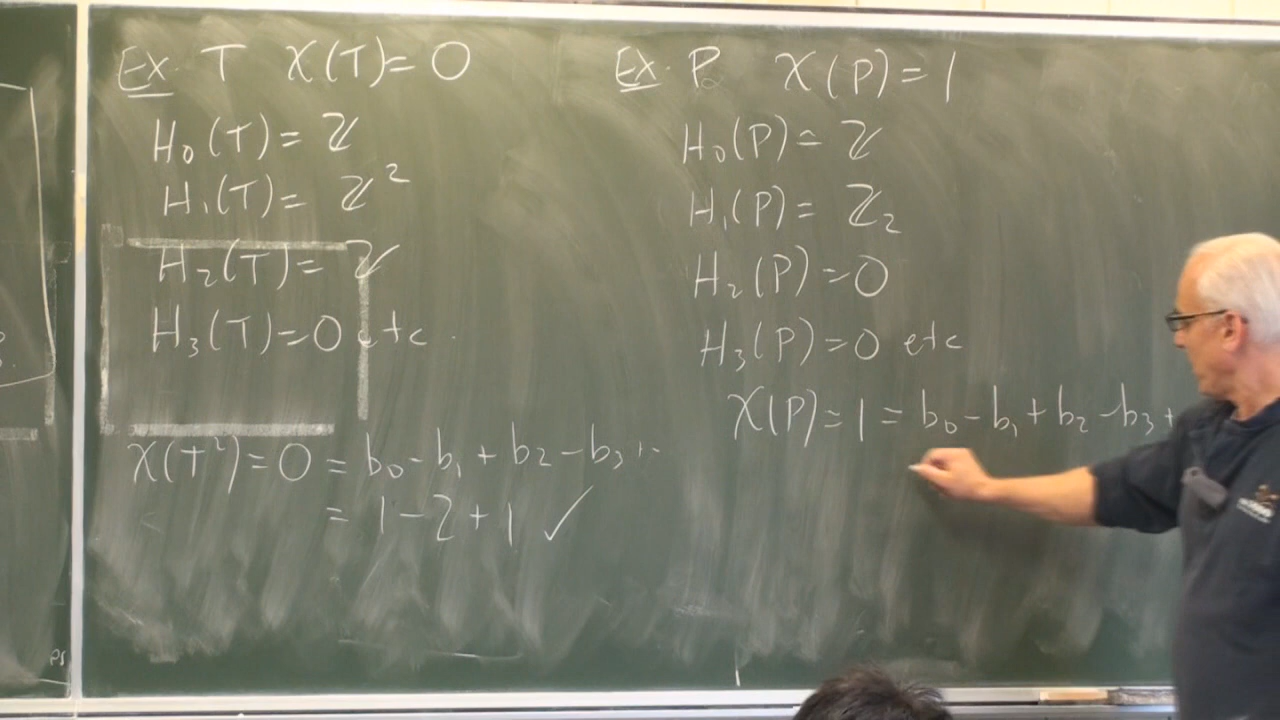 Ex. T χ(T)=0
H₀(T)= ℤ
H₁(T)= ℤ²
H₂(T)= ℤ
H₃(T)=0 etc.
χ(T²)=0 = b₀-b₁+b₂-b₃+..
= 1-2+1 ✓
Ex. P χ(P)=1
H₀(P)= ℤ
H₁(P)= ℤ₂
H₂(P)=0
H₃(P)=0 etc
χ(P)=1 = b₀-b₁+b₂-b₃+